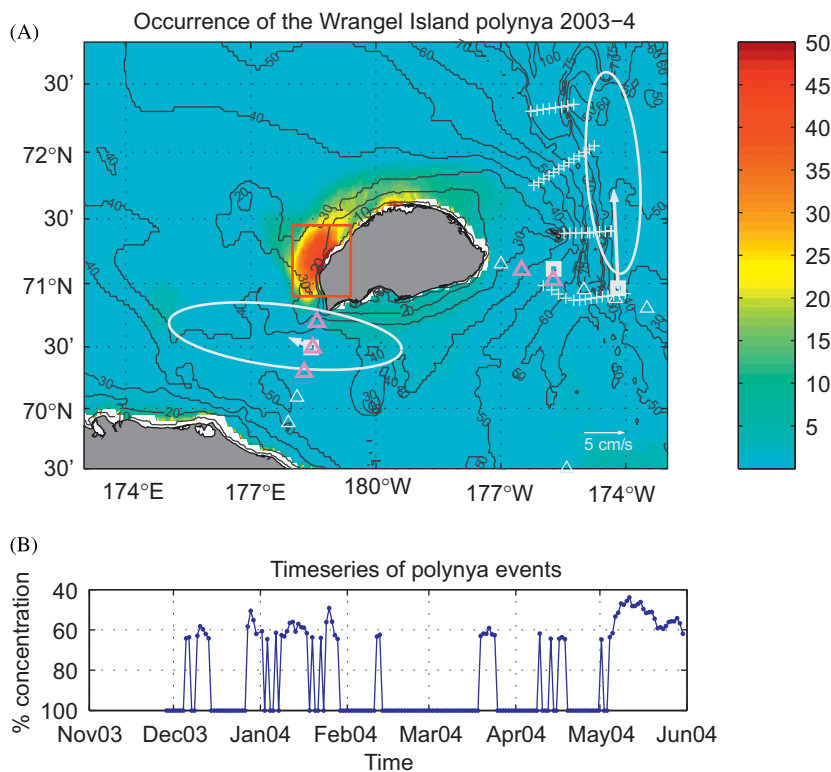 (A)
Occurrence of the Wrangel Island polynya 2003−4
30'
72°N
30'
71°N
30'
70°N
30'
174°E
177°E
180°W
177°W
174°W
5 cm/s
50
45
40
35
30
25
20
15
10
5
(B)
Timeseries of polynya events
% concentration
40
60
80
100
Nov03
Dec03
Jan04
Feb04
Mar04
Apr04
May04
Jun04
Time